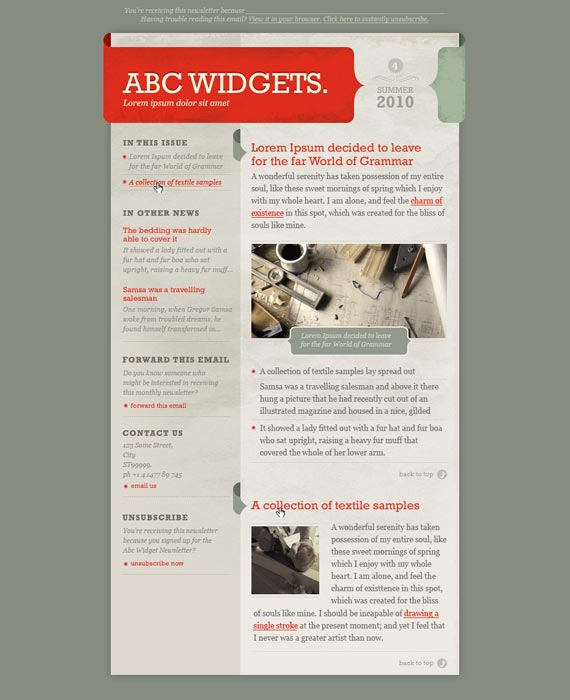 You're receiving this newsletter because
Having trouble reading this email? View it in your browser. Click here to instantly unsubscribe.
ABC WIDGETS.
Lorem ipsum dolor sit amet
4
SUMMER
2010
IN THIS ISSUE
Lorem Ipsum decided to leave
for the far World of Grammer
A collection of textile samples
IN OTHER NEWS
The bedding was hardly
able to cover it
It showed a lady fitted out with a
fur hat and fur boa who sat
upright, raising a heavy fur muff...
Samsa was a travelling
salesman
One morning, when Gregor Samsa
woke from troubled dreams, he
found himself transformed in...
FORWARD THIS EMAIL
Do you know someone who
might be interested in receiving
this monthly newsletter?
forward this email
CONTACT US
123 Some Street,
City
ST99999.
ph +1 4 1477 89 745
email us
UNSUBSCRIBE
You're receiving this newsletter
because you signed up for the
Abc Widget Newsletter?
unsubscribe now
Lorem Ipsum decided to leave
for the far World of Grammar
A wonderful serenity has taken possession of my entire
soul, like these sweet mornings of spring which I enjoy
with my whole heart. I am alone, and feel the charm of
existence in this spot, which was created for the bliss of
souls like mine.
Lorem Ipsum decided to leave
for the far World of Grammar
A collection of textile samples lay spread out
Samsa was a travelling salesman and above it there
hung a picture that he had recently cut out of an
illustrated magazine and housed in a nice, gilded
It showed a lady fitted out with a fur hat and fur boa
who sat upright, raising a heavy fur muff that
covered the whole of her lower arm.
back to top
A collection of textile samples
A wonderful serenity has taken
possession of my entire soul, like
these sweet mornings of spring
which I enjoy with my whole
heart. I am alone, and feel the
charm of existtence in this spot,
which was created for the bliss
of souls like mine. I should be incapable of drawing a
single stroke at the present moment; and yet I feel that
I never was a greater artist than now.
back to top